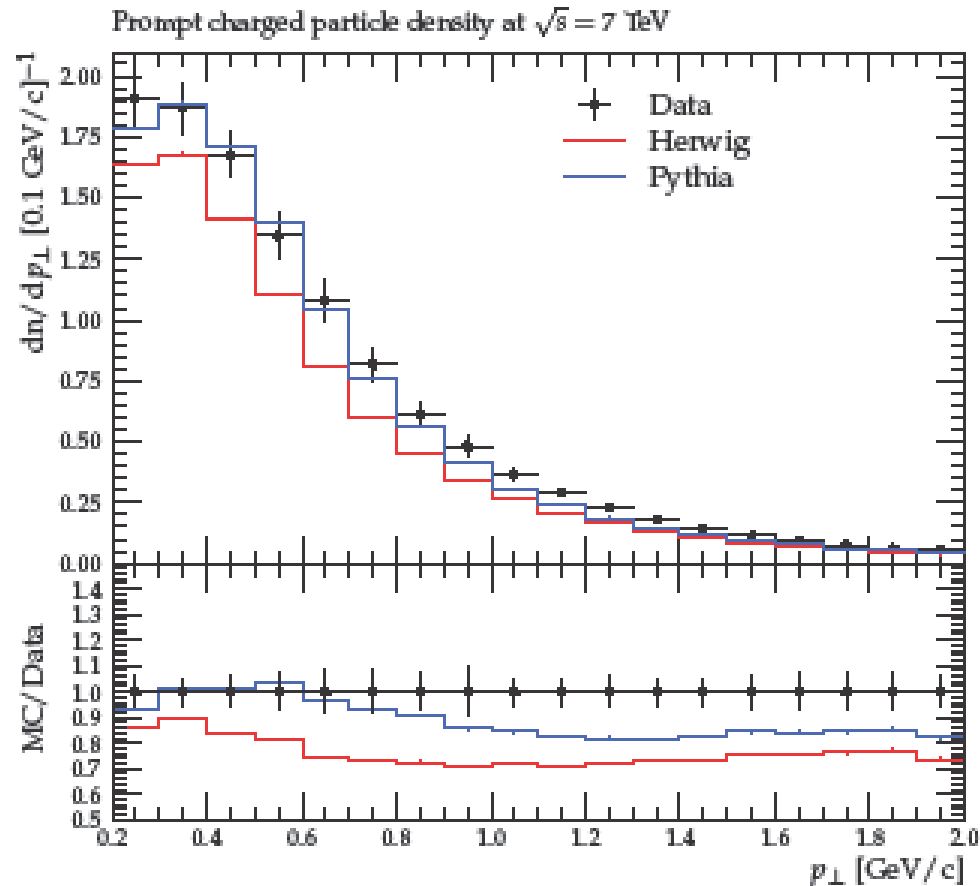 Prompt charged particle density at √s = 7 TeV
dn/dp⊥ [0.1 GeV/c]⁻¹
2.00
1.75
1.50
1.25
1.00
0.75
0.50
0.25
0.00
Data
Herwig
Pythia
MC/Data
1.4
1.3
1.2
1.1
1.0
0.9
0.8
0.7
0.6
0.5
0.2 0.4 0.6 0.8 1.0 1.2 1.4 1.6 1.8 2.0
p⊥ [GeV/c]